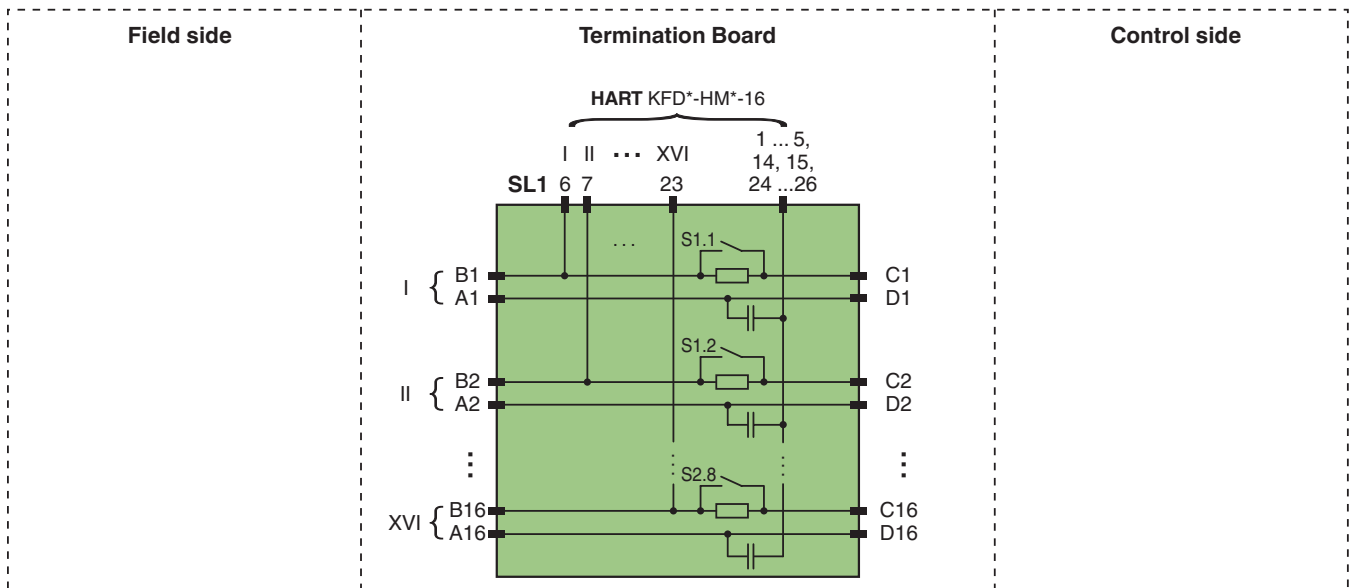 Field side
Termination Board
Control side
HART KFD*-HM*-16
1 ... 5,
I II ... XVI
14, 15,
SL1 6 7 23 24 ...26
... S1.1
I { B1 C1
A1 D1
S1.2
II { B2 C2
A2 D2
S2.8
XVI { B16 C16
A16 D16